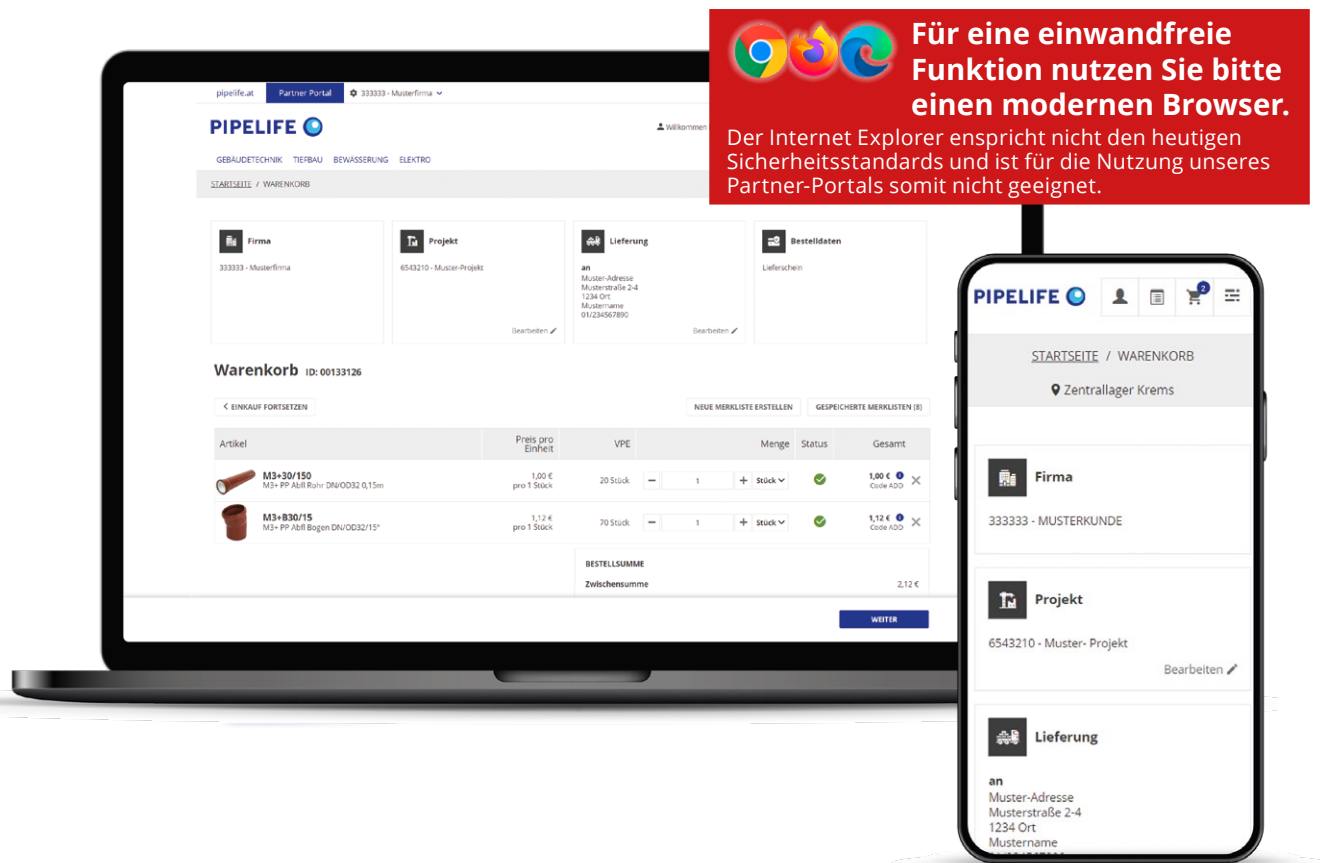 Für eine einwandfreie
Funktion nutzen Sie bitte
einen modernen Browser.
Der Internet Explorer enspricht nicht den heutigen
Sicherheitsstandards und ist für die Nutzung unseres
Partner-Portals somit nicht geeignet.
pipelife.at Partner Portal 333333 - Musterfirma
PIPELIFE Willkommen
GEBÄUDETECHNIK TIEFBAU BEWÄSSERUNG ELEKTRO
STARTSEITE / WARENKORB
Firma
333333 - Musterfirma
Projekt
6543210 - Muster-Projekt
Bearbeiten
Lieferung
an
Muster-Adresse
Musterstraße 2-4
1234 Ort
Mustername
01/234567890
Bearbeiten
Bestelldaten
Lieferschein
Warenkorb ID: 00133126
< EINKAUF FORTSETZEN NEUE MERKLISTE ERSTELLEN GESPEICHERTE MERKLISTEN (8)
Artikel Preis pro Einheit VPE Menge Status Gesamt
M3+30/150 1,00 € 1,00 €
M3+ PP Abfl Rohr DN/OD32 0,15m pro 1 Stück 20 Stück − 1 + Stück Code ADD
M3+B30/15 1,12 € 1,12 €
M3+ PP Abfl Bogen DN/OD32/15° pro 1 Stück 70 Stück − 1 + Stück Code ADD
BESTELLSUMME
Zwischensumme 2,12 €
WEITER
PIPELIFE 2
STARTSEITE / WARENKORB
Zentrallager Krems
Firma
333333 - MUSTERKUNDE
Projekt
6543210 - Muster- Projekt
Bearbeiten
Lieferung
an
Muster-Adresse
Musterstraße 2-4
1234 Ort
Mustername